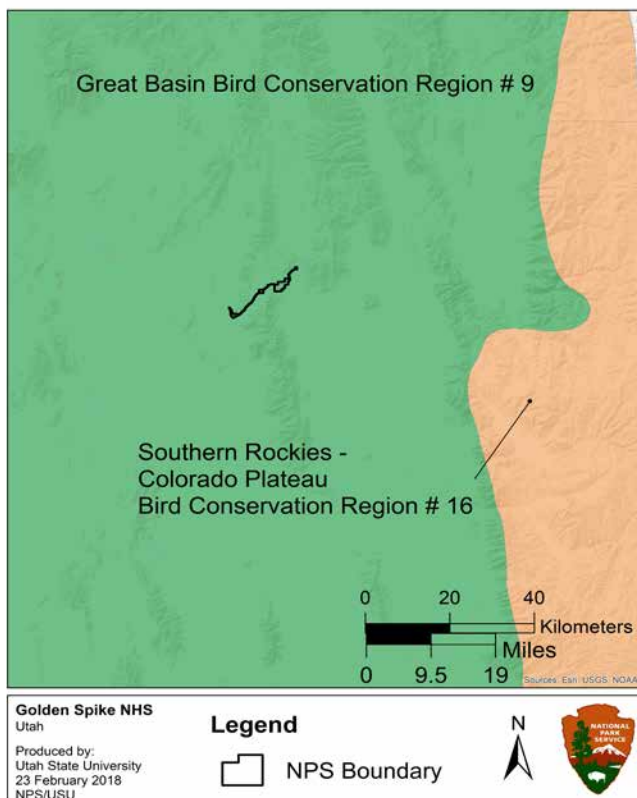 Great Basin Bird Conservation Region # 9
Southern Rockies -
Colorado Plateau
Bird Conservation Region # 16
0 20 40
Kilometers
Miles
0 9.5 19
Sources: Esri, USGS, NOAA
Golden Spike NHS
Utah
Produced by:
Utah State University
23 February 2018
NPS/USU
Legend
NPS Boundary
N
NATIONAL
PARK
SERVICE